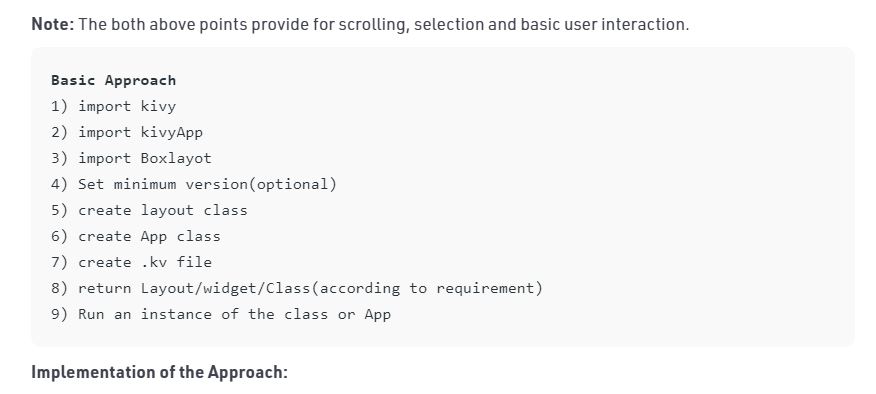 Note: The both above points provide for scrolling, selection and basic user interaction.
Basic Approach
1) import kivy
2) import kivyApp
3) import Boxlayot
4) Set minimum version(optional)
5) create layout class
6) create App class
7) create .kv file
8) return Layout/widget/Class(according to requirement)
9) Run an instance of the class or App
Implementation of the Approach: